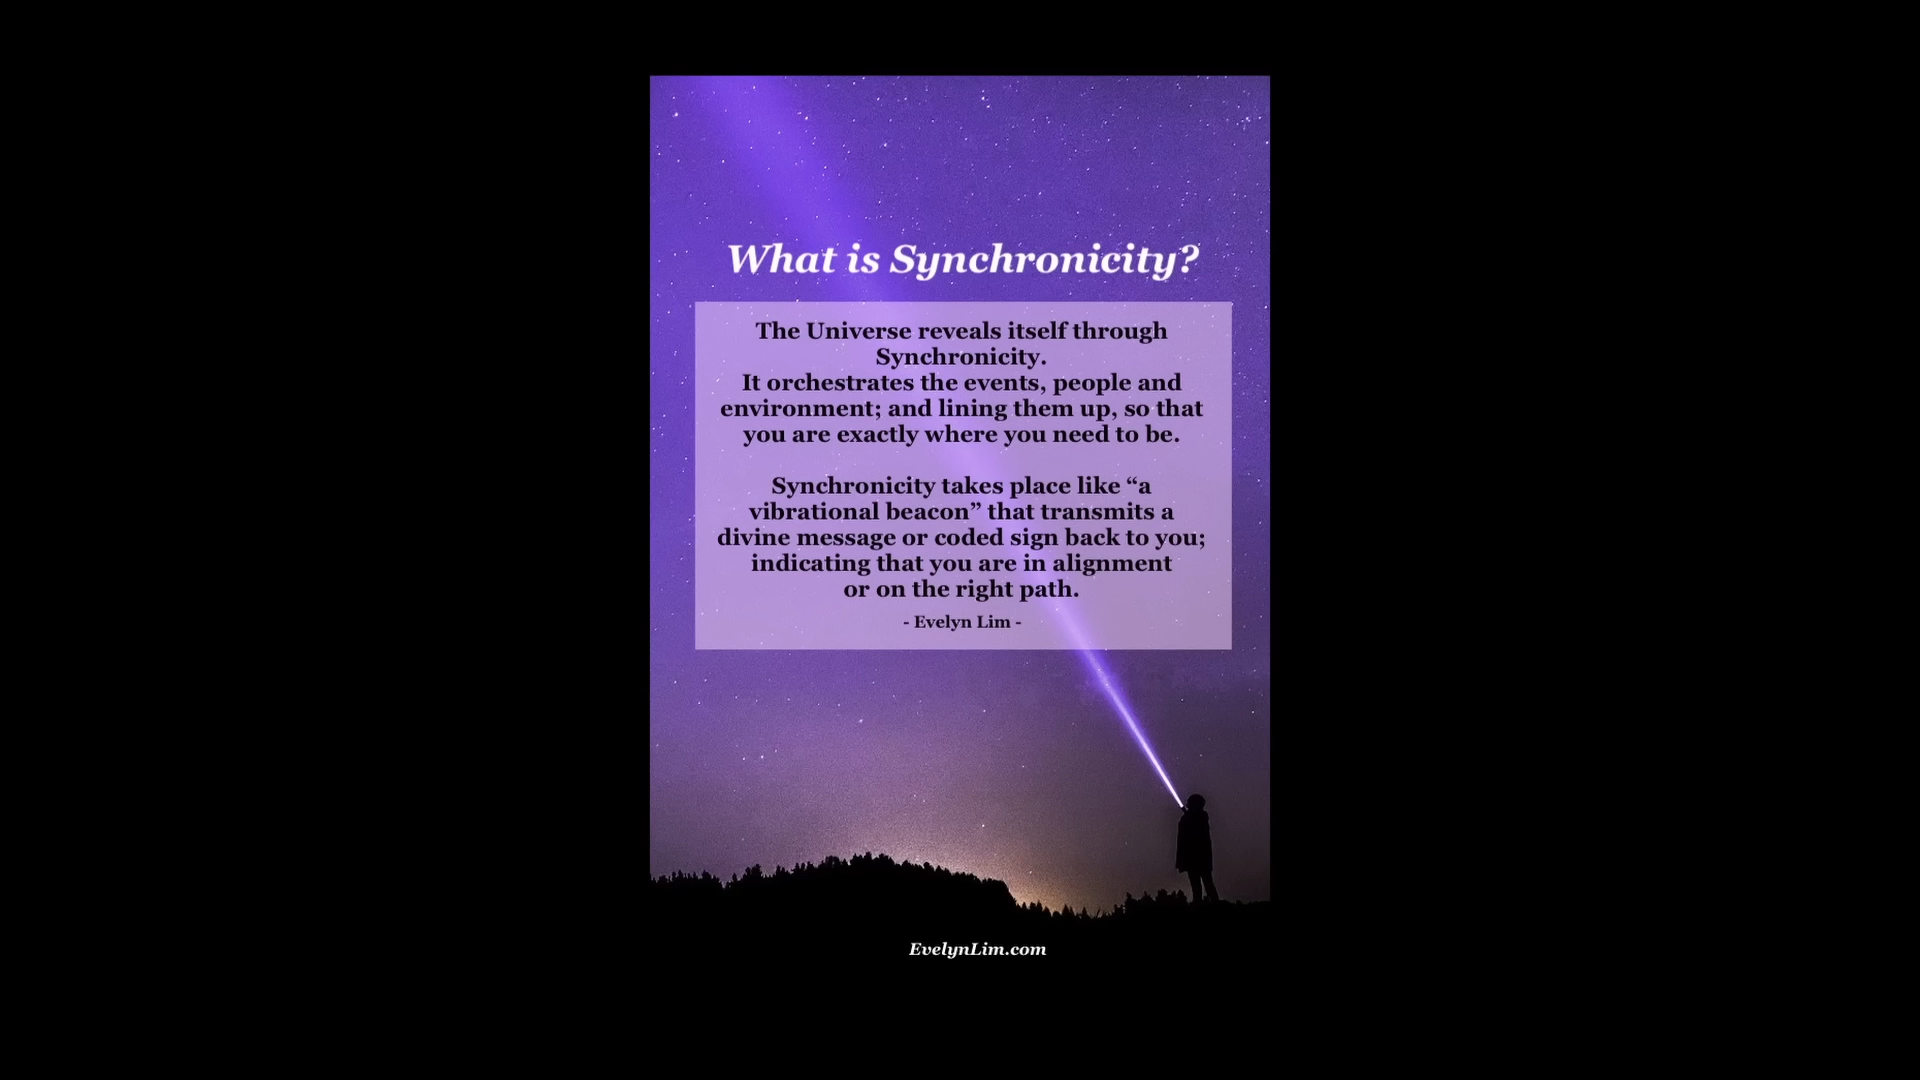 What is Synchronicity?
The Universe reveals itself through
Synchronicity.
It orchestrates the events, people and
environment; and lining them up, so that
you are exactly where you need to be.
Synchronicity takes place like “a
vibrational beacon” that transmits a
divine message or coded sign back to you;
indicating that you are in alignment
or on the right path.
- Evelyn Lim -
EvelynLim.com